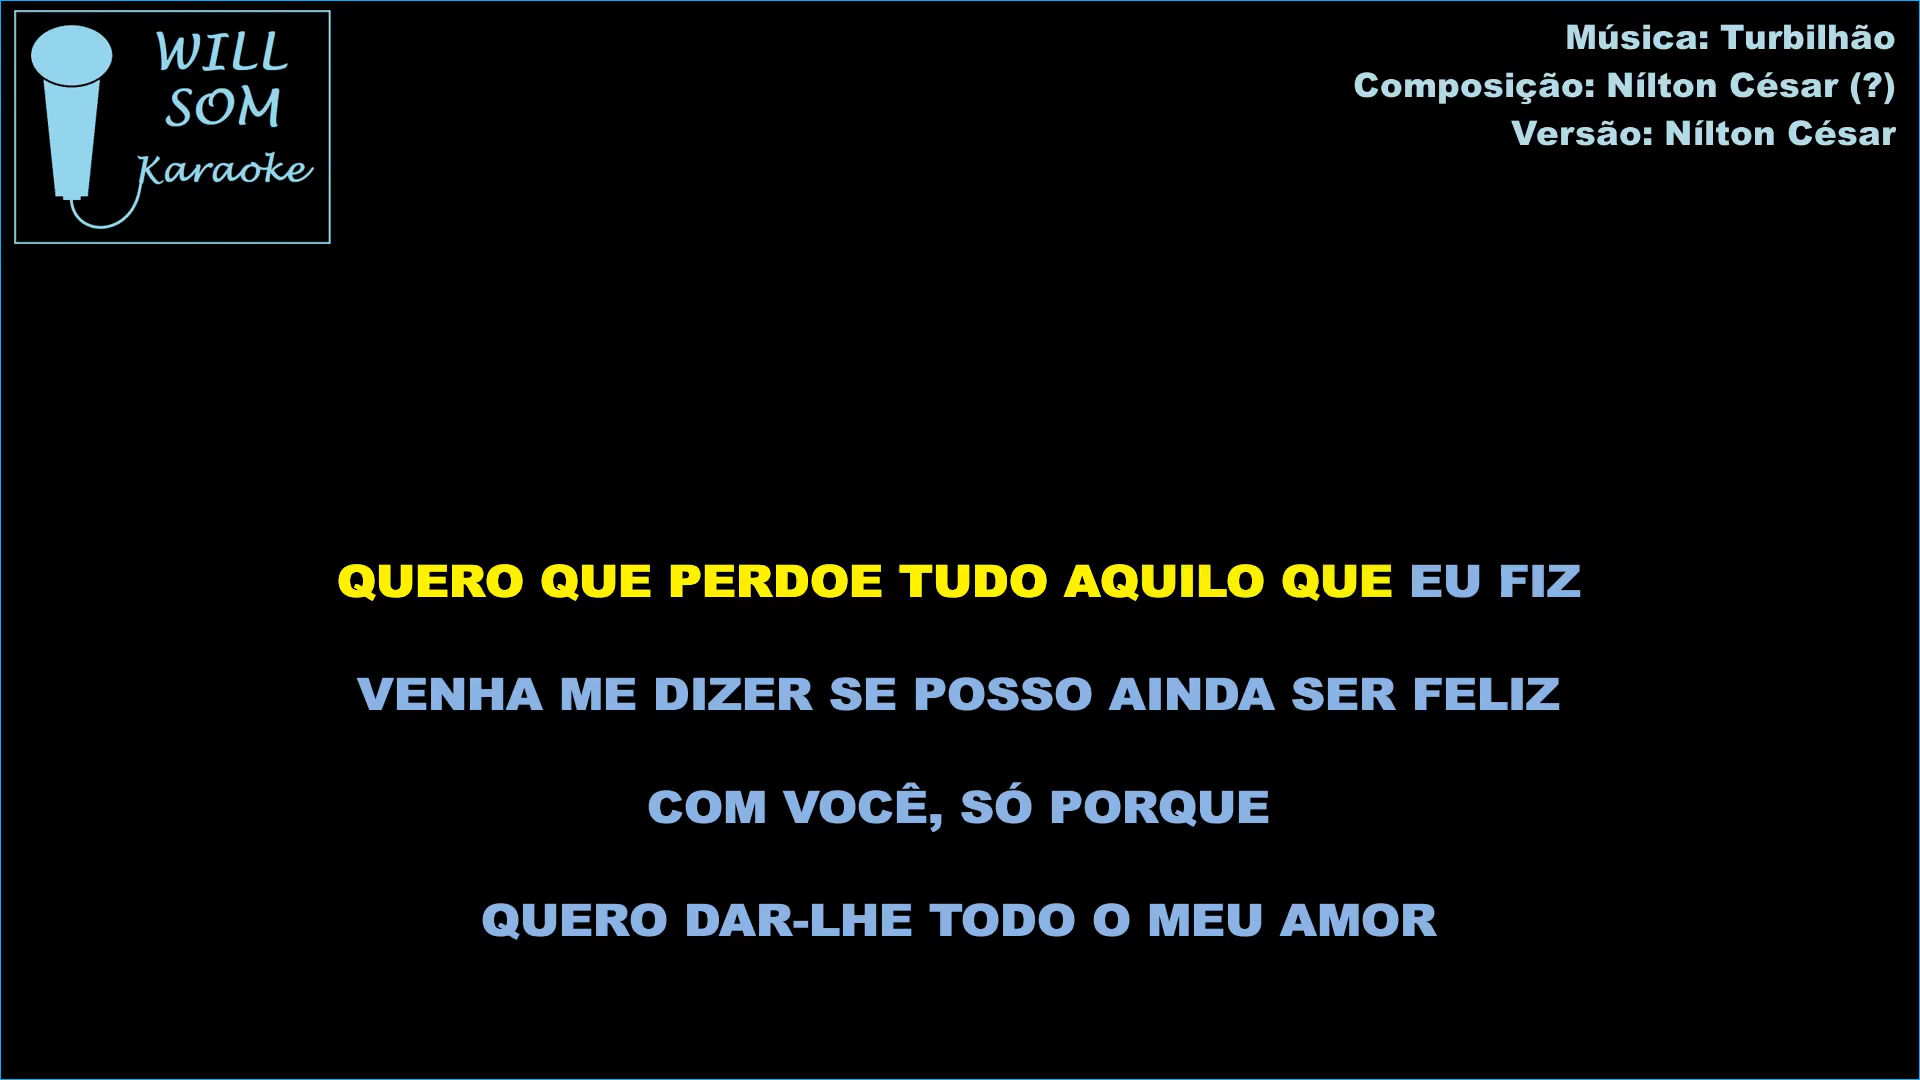 WILL
SOM
Karaoke
Música: Turbilhão
Composição: Nílton César (?)
Versão: Nílton César
QUERO QUE PERDOE TUDO AQUILO QUE EU FIZ
VENHA ME DIZER SE POSSO AINDA SER FELIZ
COM VOCÊ, SÓ PORQUE
QUERO DAR-LHE TODO O MEU AMOR